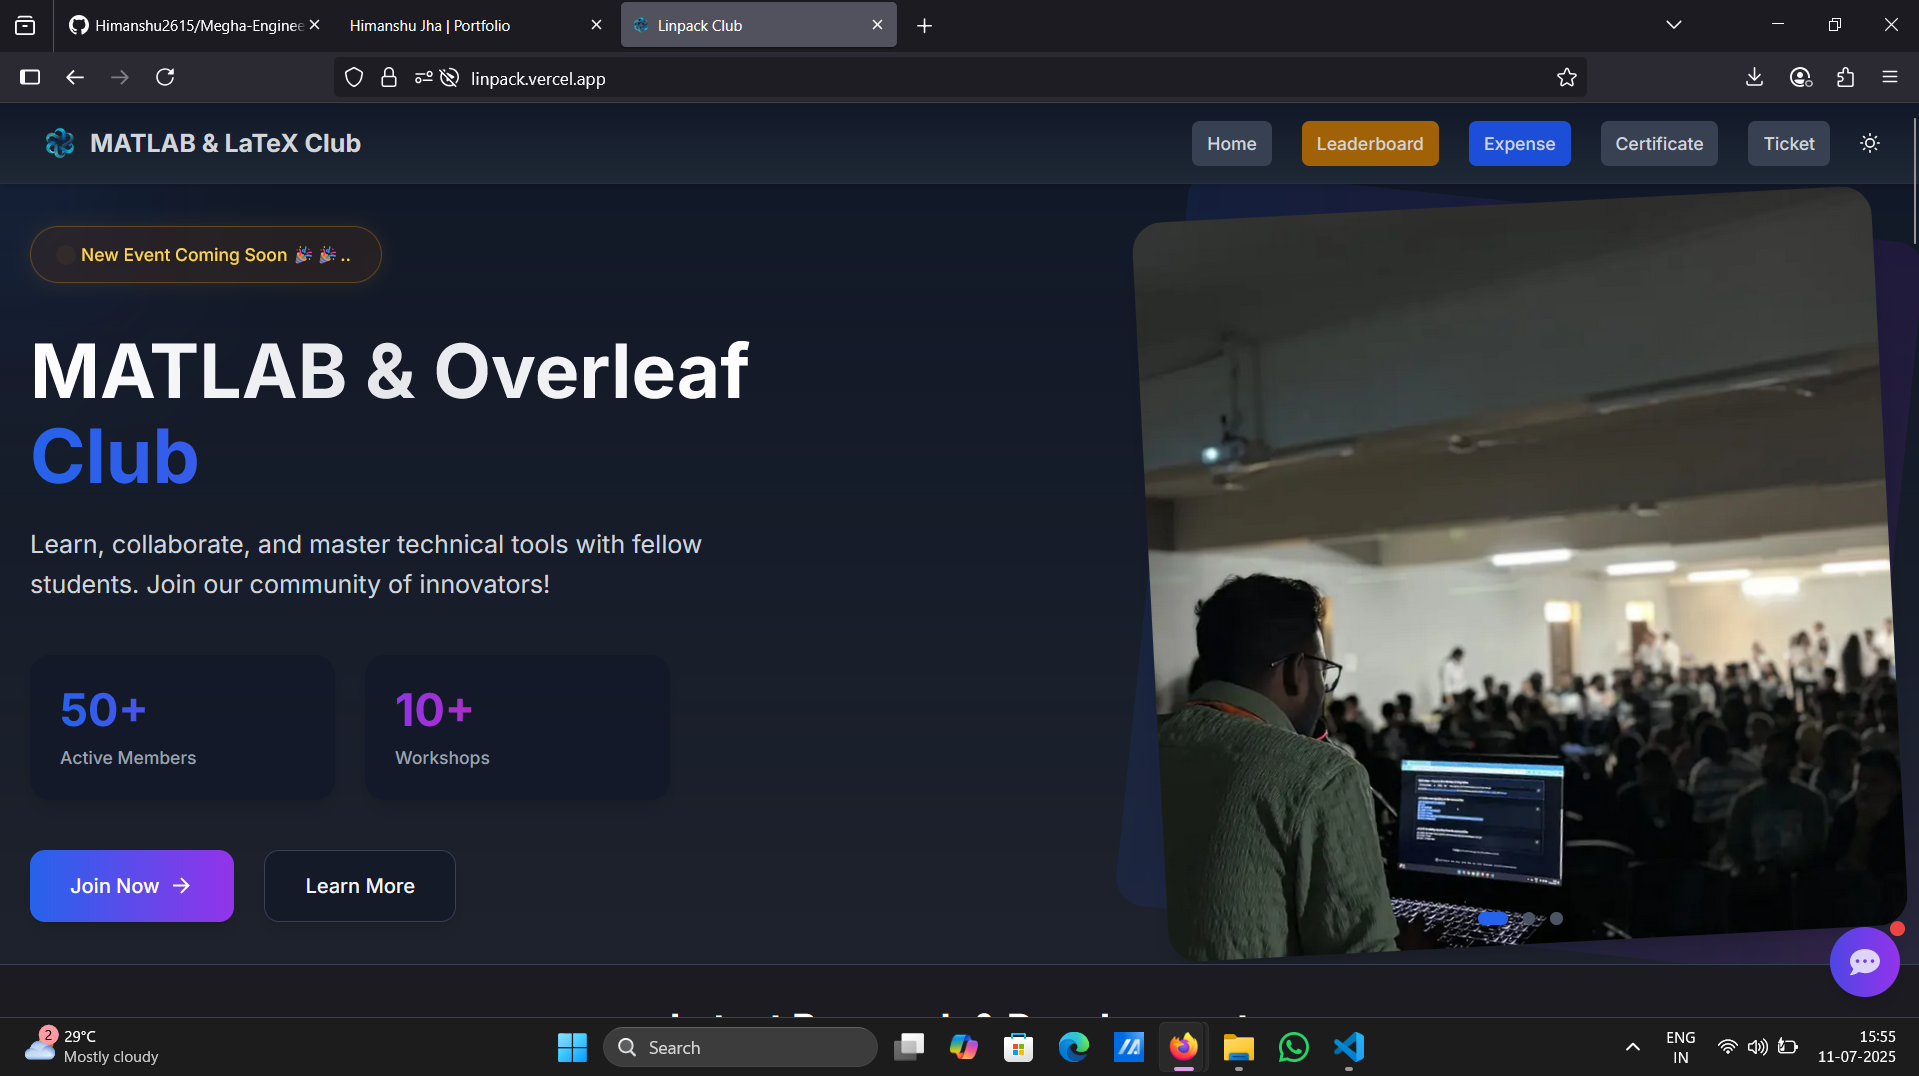 Himanshu2615/Megha-Enginee
Himanshu Jha | Portfolio
Linpack Club
linpack.vercel.app
MATLAB & LaTeX Club
Home
Leaderboard
Expense
Certificate
Ticket
New Event Coming Soon 🎉 🎉 ..
MATLAB & Overleaf
Club
Learn, collaborate, and master technical tools with fellow
students. Join our community of innovators!
50+
Active Members
10+
Workshops
Join Now →
Learn More
2
29°C
Mostly cloudy
Search
ENG
IN
15:55
11-07-2025